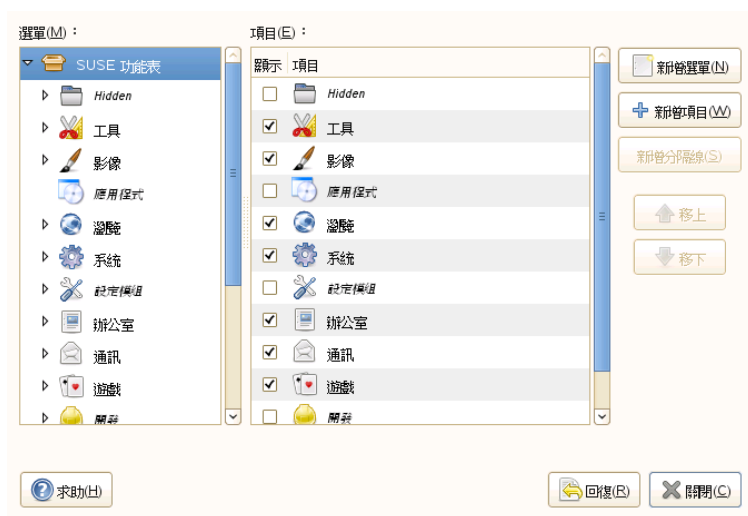 選單(M)：
SUSE 功能表
Hidden
工具
影像
應用程式
瀏覽
系統
設定模組
辦公室
通訊
遊戲
開發
項目(E)：
顯示 項目
Hidden
工具
影像
應用程式
瀏覽
系統
設定模組
辦公室
通訊
遊戲
開發
新增選單(N)
新增項目(W)
新增分隔線(S)
移上
移下
求助(H)
回復(R)
關閉(C)